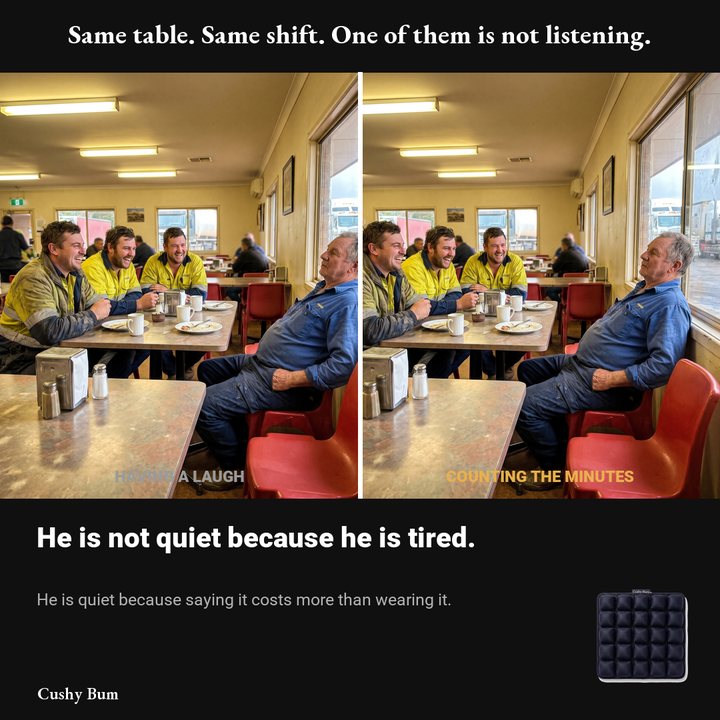 Same table. Same shift. One of them is not listening.
HAVING A LAUGH
COUNTING THE MINUTES
He is not quiet because he is tired.
He is quiet because saying it costs more than wearing it.
Cushy Bum